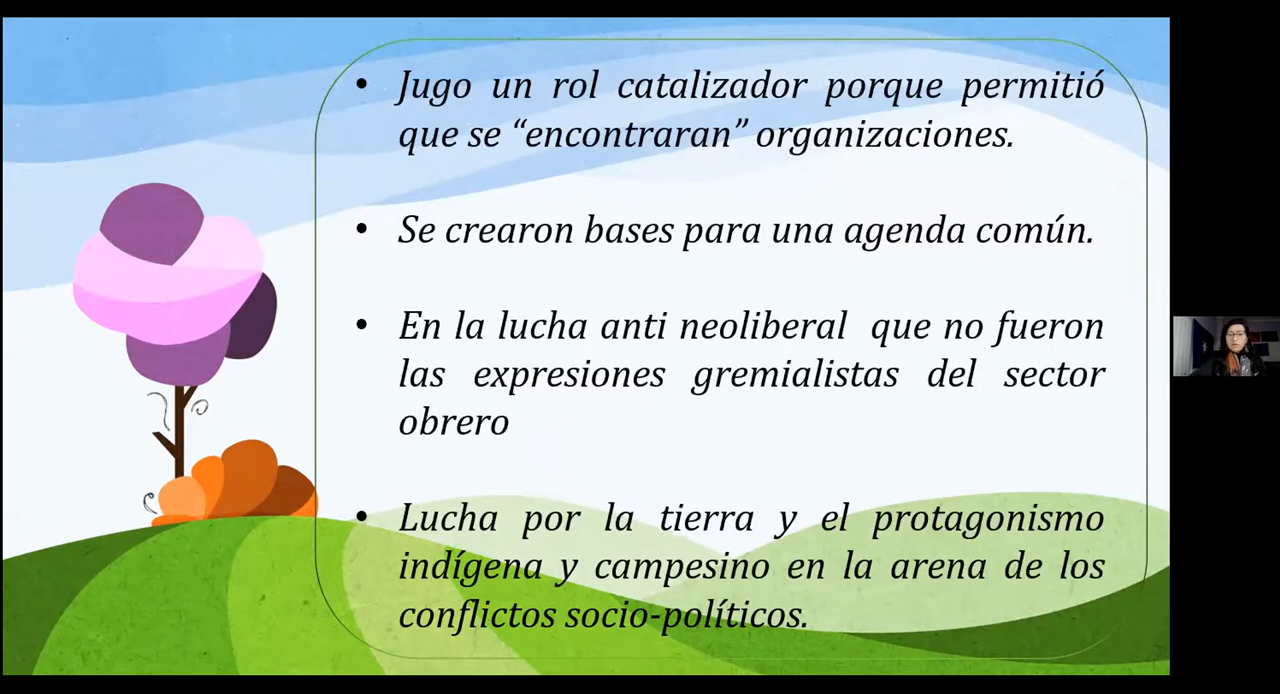 • Jugo un rol catalizador porque permitió
que se “encontraran” organizaciones.
• Se crearon bases para una agenda común.
• En la lucha anti neoliberal que no fueron
las expresiones gremialistas del sector
obrero
• Lucha por la tierra y el protagonismo
indígena y campesino en la arena de los
conflictos socio-políticos.